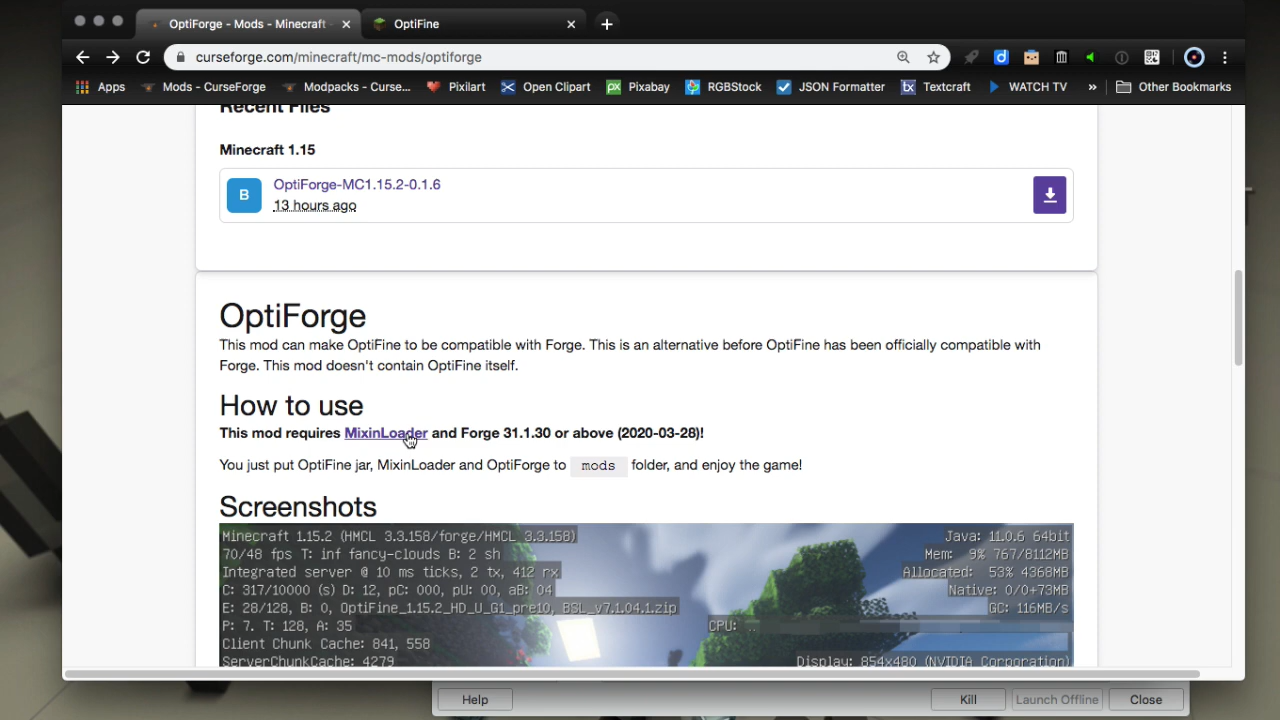 OptiForge - Mods - Minecraft
OptiFine
curseforge.com/minecraft/mc-mods/optiforge
Apps
Mods - CurseForge
Modpacks - Curse...
Pixilart
Open Clipart
px
Pixabay
RGBStock
JSON Formatter
tx
Textcraft
WATCH TV
»
Other Bookmarks
Recent Files
Minecraft 1.15
B
OptiForge-MC1.15.2-0.1.6
13 hours ago
OptiForge
This mod can make OptiFine to be compatible with Forge. This is an alternative before OptiFine has been officially compatible with
Forge. This mod doesn't contain OptiFine itself.
How to use
This mod requires MixinLoader and Forge 31.1.30 or above (2020-03-28)!
You just put OptiFine jar, MixinLoader and OptiForge to mods folder, and enjoy the game!
Screenshots
Minecraft 1.15.2 (HMCL 3.3.158/forge/HMCL 3.3.158)
Java: 11.0.6 64bit
70/48 fps T: inf fancy-clouds B: 2 sh
Mem: 9% 767/8112MB
Integrated server @ 10 ms ticks, 2 tx, 412 rx
Allocated: 53% 4368MB
C: 317/10000 (s) D: 12, pC: 000, pU: 00, aB: 04
Native: 0/0+73MB
E: 28/128, B: 0, OptiFine_1.15.2_HD_U_G1_pre10, BSL_v7.1.04.1.zip
GC: 116MB/s
P: 7. T: 128, A: 35
CPU:
Client Chunk Cache: 841, 558
ServerChunkCache: 4279
Display: 854x480 (NVIDIA Corporation)
Help
Kill
Launch Offline
Close